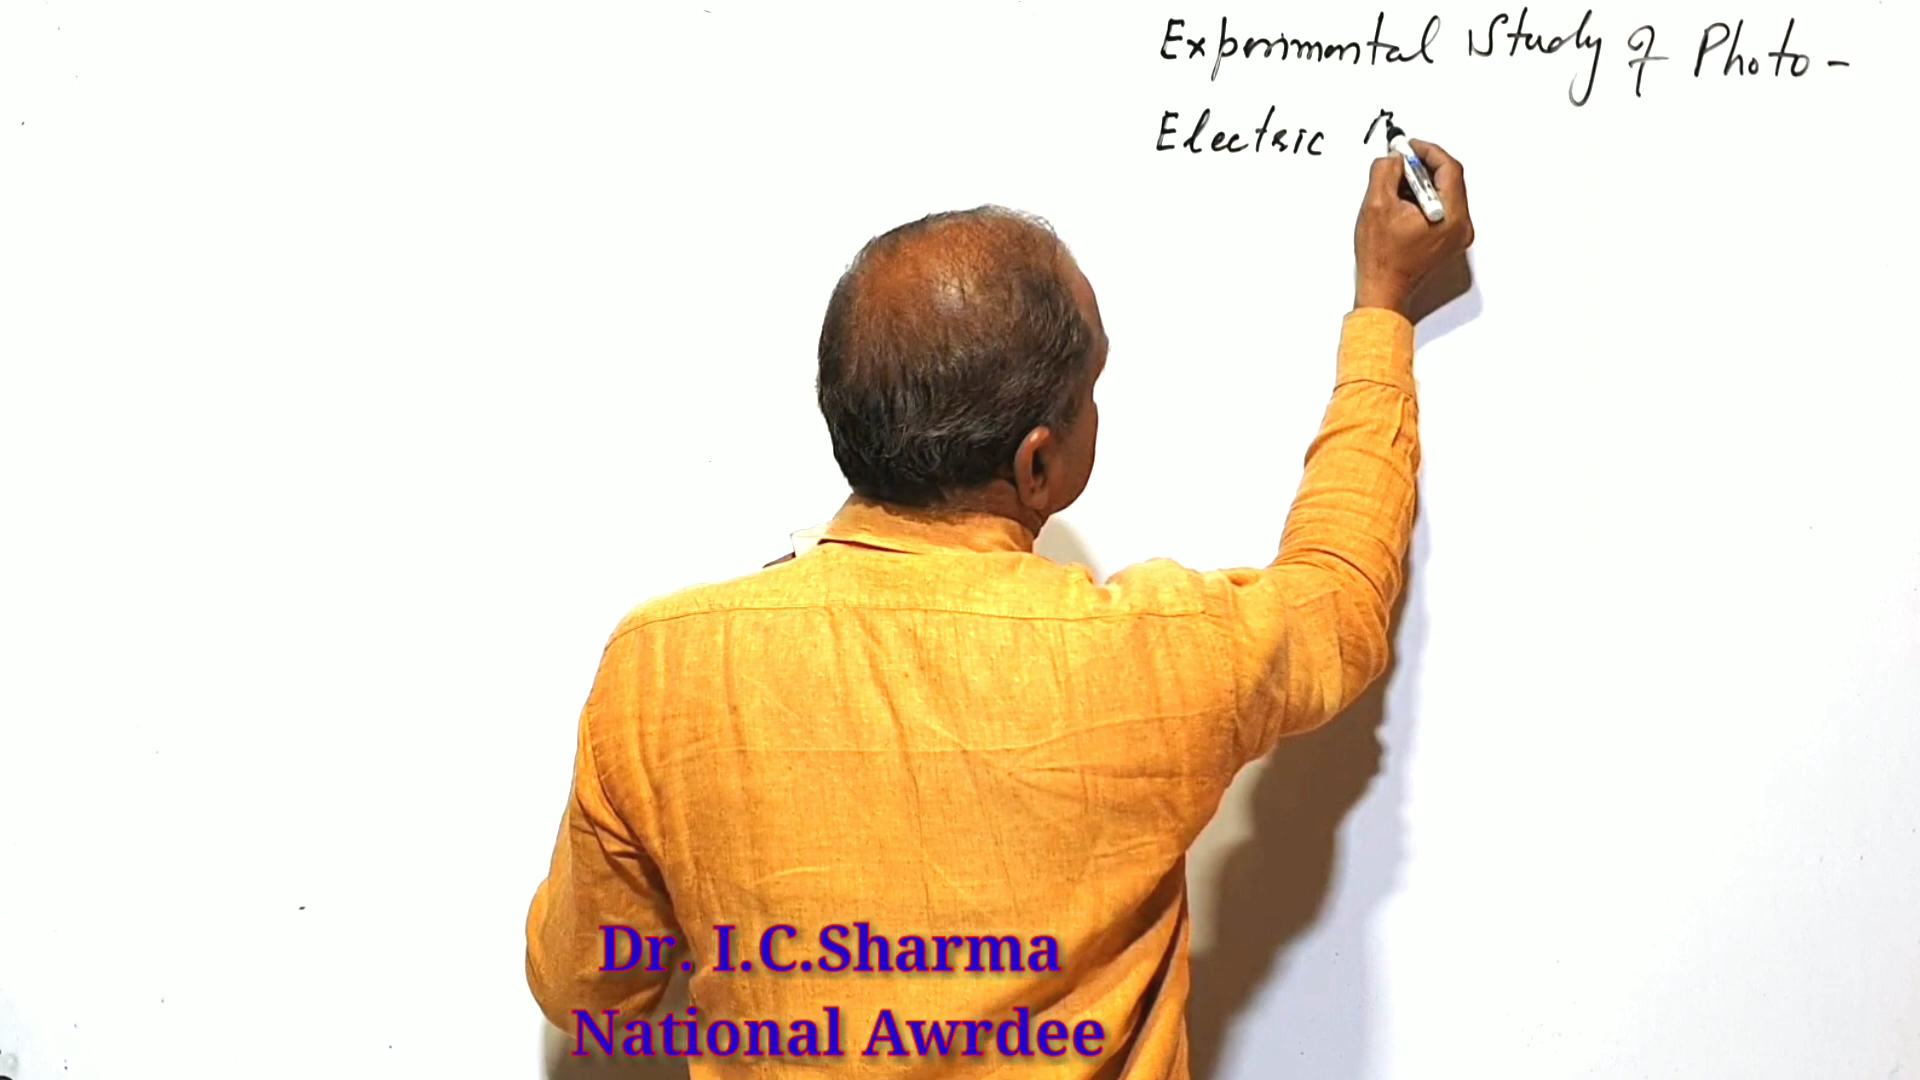 Experimental Study of Photo-
Electric
Dr. I.C.Sharma
National Awrdee